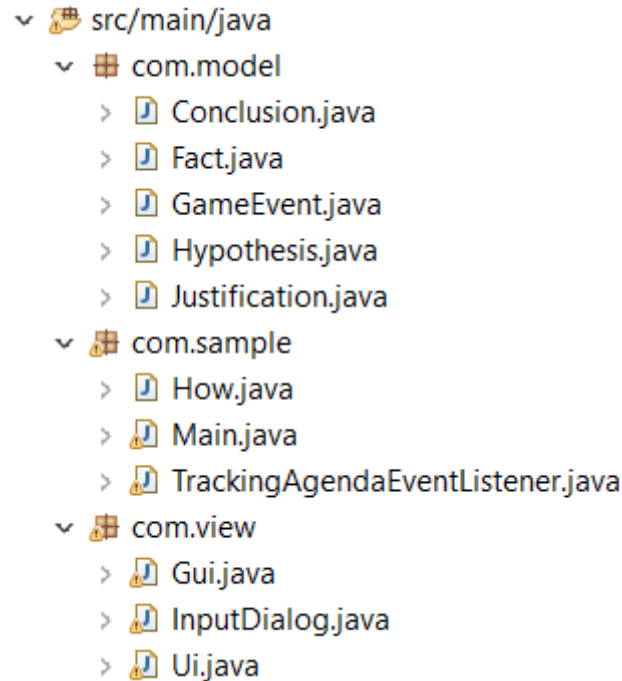 src/main/java
com.model
Conclusion.java
Fact.java
GameEvent.java
Hypothesis.java
Justification.java
com.sample
How.java
Main.java
TrackingAgendaEventListener.java
com.view
Gui.java
InputDialog.java
Ui.java